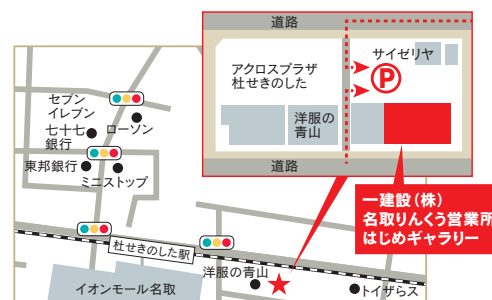 道路
サイゼリヤ
アクロスプラザ
杜せきのした
P
洋服の
青山
道路
セブン
イレブン
ローソン
七十七
銀行
東邦銀行
ミニストップ
一建設(株)
名取りんくう営業所
はじめギャラリー
杜せきのした駅
洋服の青山
イオンモール名取
トイザらス